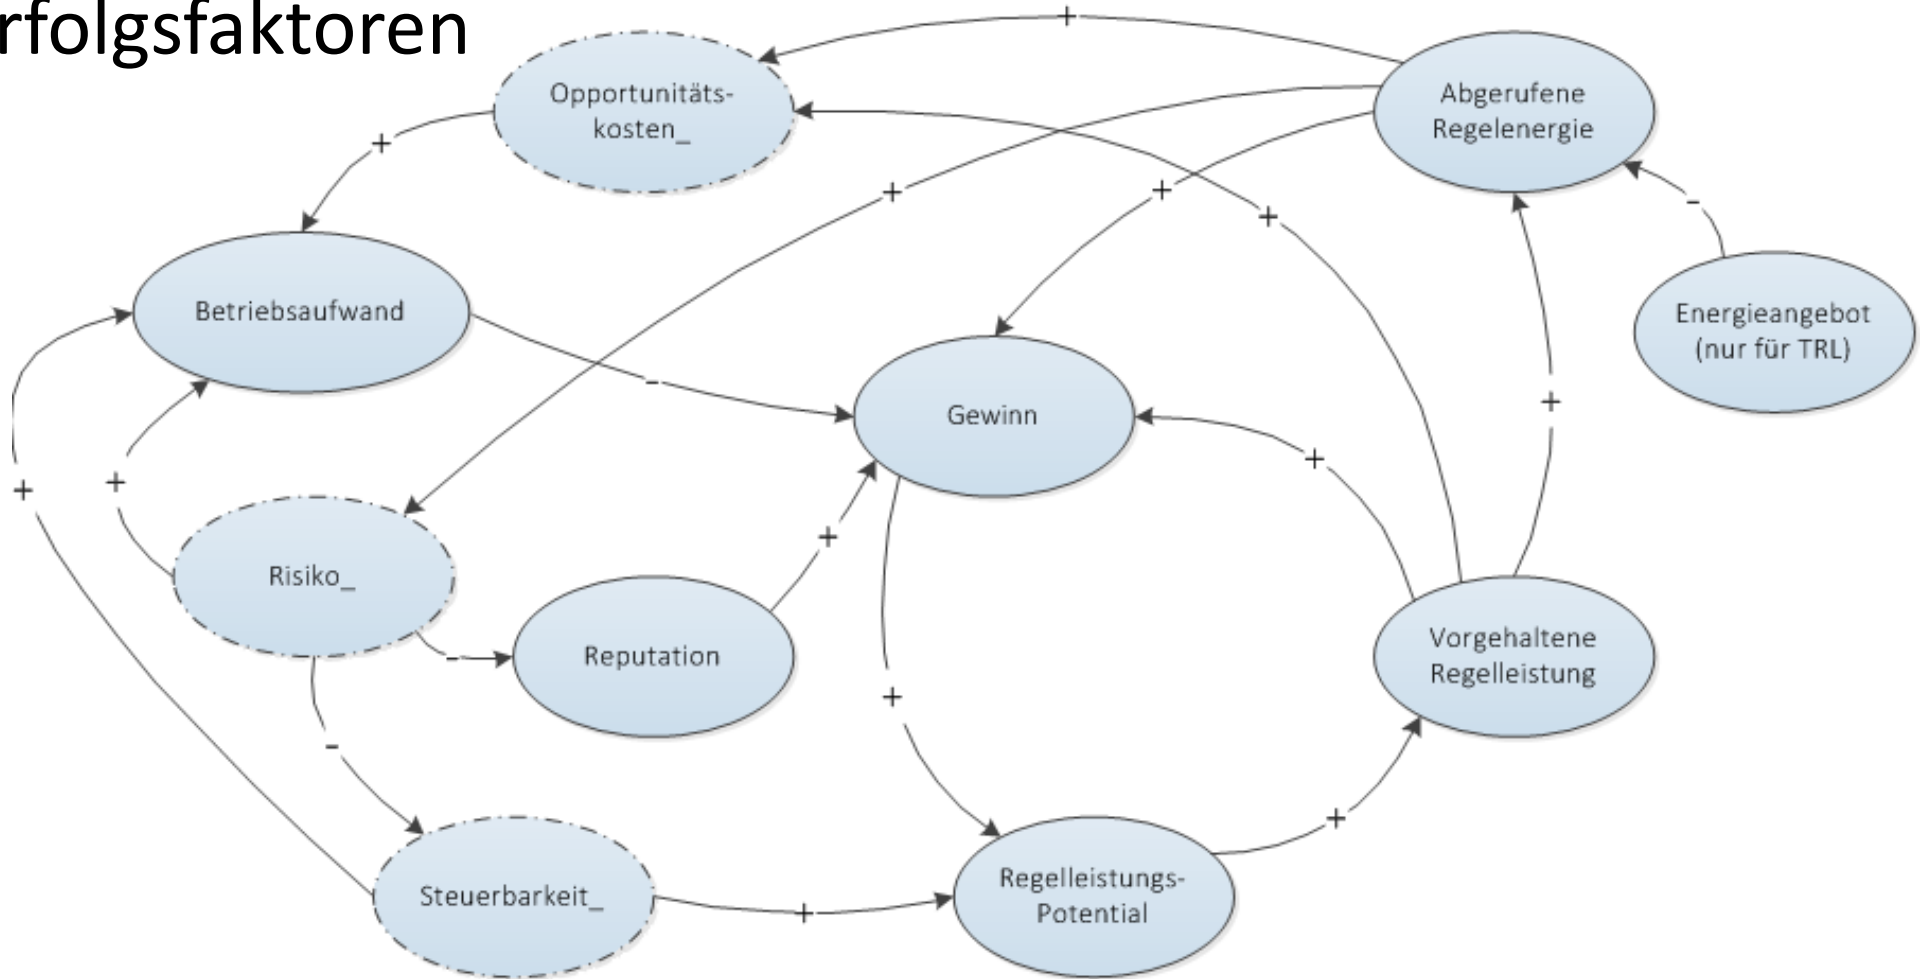 rfolgsfaktoren
+
Opportunitäts-
kosten_
Abgerufene
Regelenergie
+
+
+
+
-
Betriebsaufwand
Energieangebot
(nur für TRL)
-
Gewinn
+
+
+
+
+
Risiko_
-
Reputation
Vorgehaltene
Regelleistung
+
-
+
Steuerbarkeit_
+
Regelleistungs-
Potential